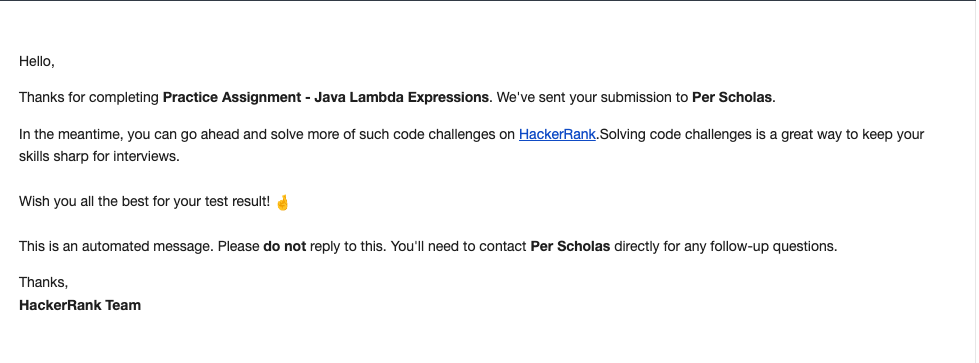 Hello,
Thanks for completing Practice Assignment - Java Lambda Expressions. We've sent your submission to Per Scholas.
In the meantime, you can go ahead and solve more of such code challenges on HackerRank.Solving code challenges is a great way to keep your
skills sharp for interviews.
Wish you all the best for your test result! 🤞
This is an automated message. Please do not reply to this. You'll need to contact Per Scholas directly for any follow-up questions.
Thanks,
HackerRank Team